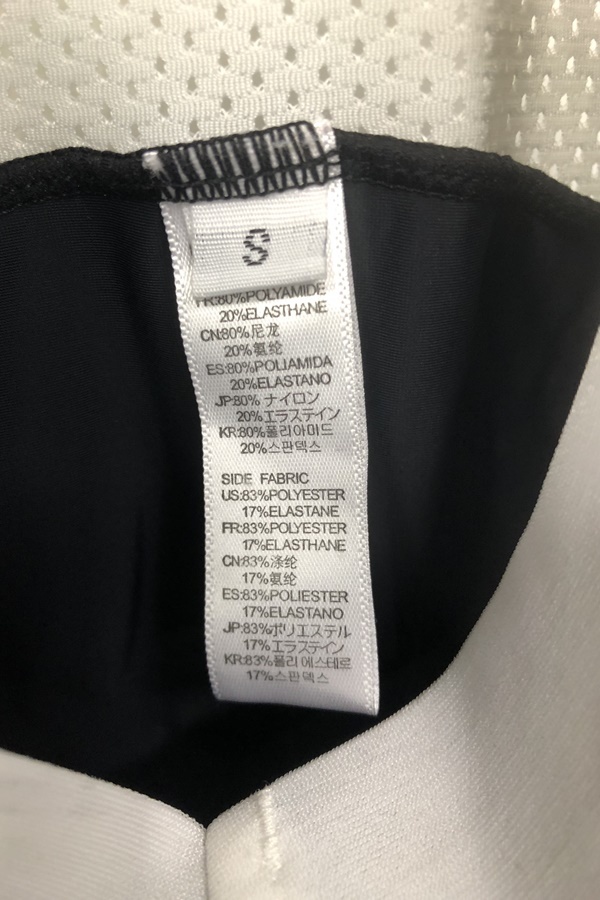 S
FR:80%POLYAMIDE
20%ELASTHANE
CN:80%尼龙
20%氨纶
ES:80%POLIAMIDA
20%ELASTANO
JP:80% ナイロン
20%エラステイン
KR:80%폴리아미드
20%스판덱스
SIDE FABRIC
US:83%POLYESTER
17%ELASTANE
FR:83%POLYESTER
17%ELASTHANE
CN:83%涤纶
17%氨纶
ES:83%POLIESTER
17%ELASTANO
JP:83%ポリエステル
17%エラステイン
KR:83%폴리에스테르
17%스판덱스